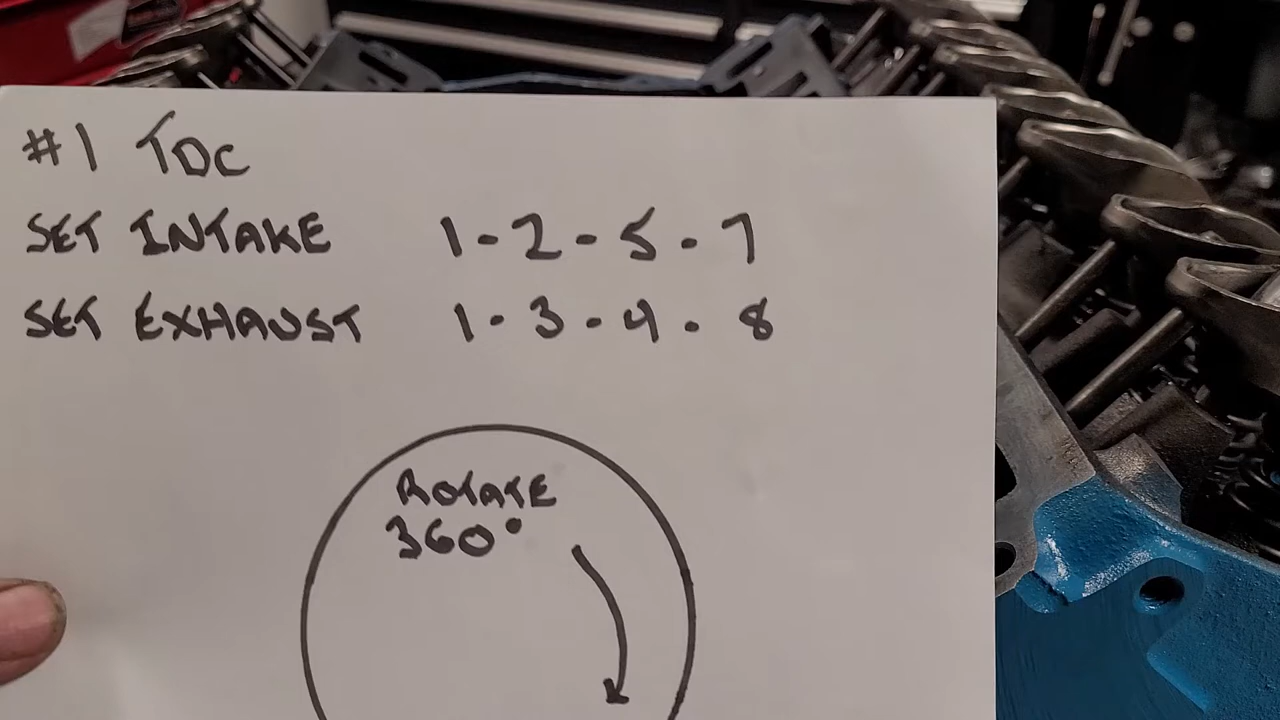 #1 TDC
SET INTAKE 1-2-5-7
SET EXHAUST 1-3-4-8
ROTATE
360°